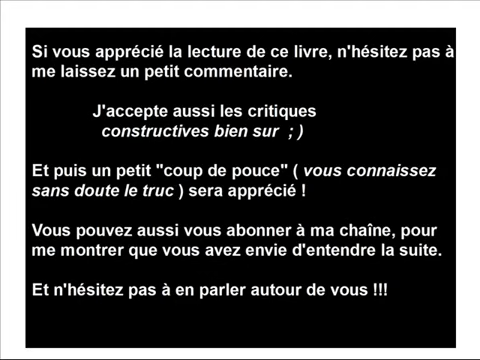 Si vous apprécié la lecture de ce livre, n'hésitez pas à
me laissez un petit commentaire.
J'accepte aussi les critiques
constructives bien sur ; )
Et puis un petit "coup de pouce" ( vous connaissez
sans doute le truc ) sera apprécié !
Vous pouvez aussi vous abonner à ma chaîne, pour
me montrer que vous avez envie d'entendre la suite.
Et n'hésitez pas à en parler autour de vous !!!